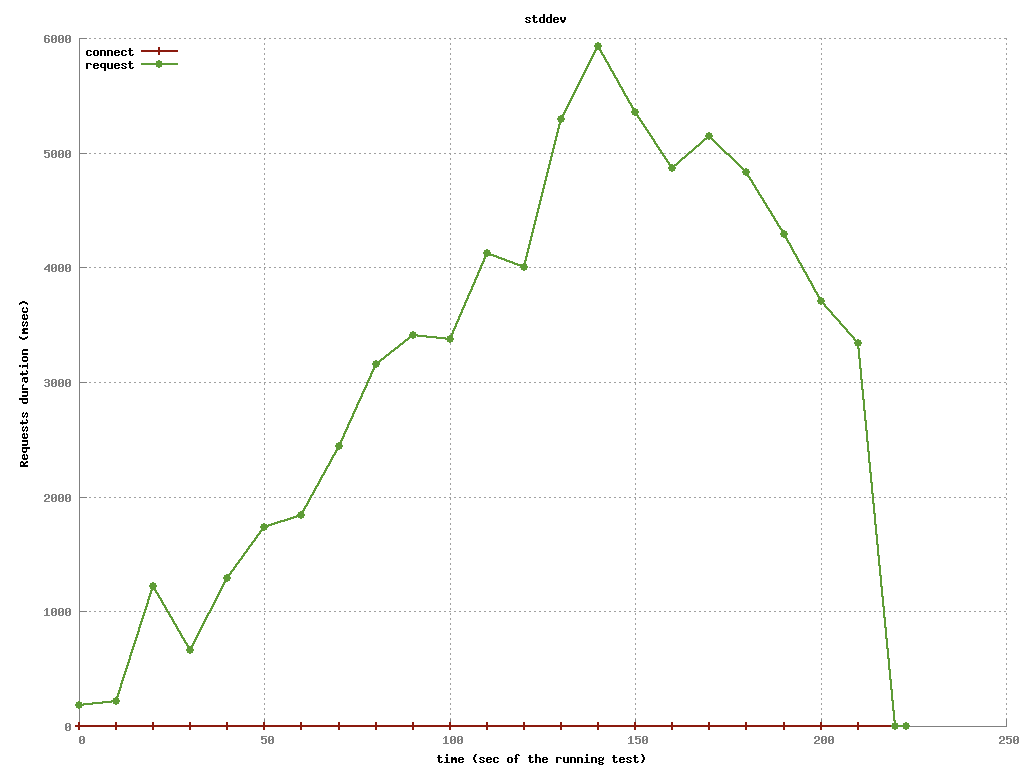 stddev
connect
request
6000
5000
4000
3000
2000
1000
0
Requests duration (msec)
0 50 100 150 200 250
time (sec of the running test)